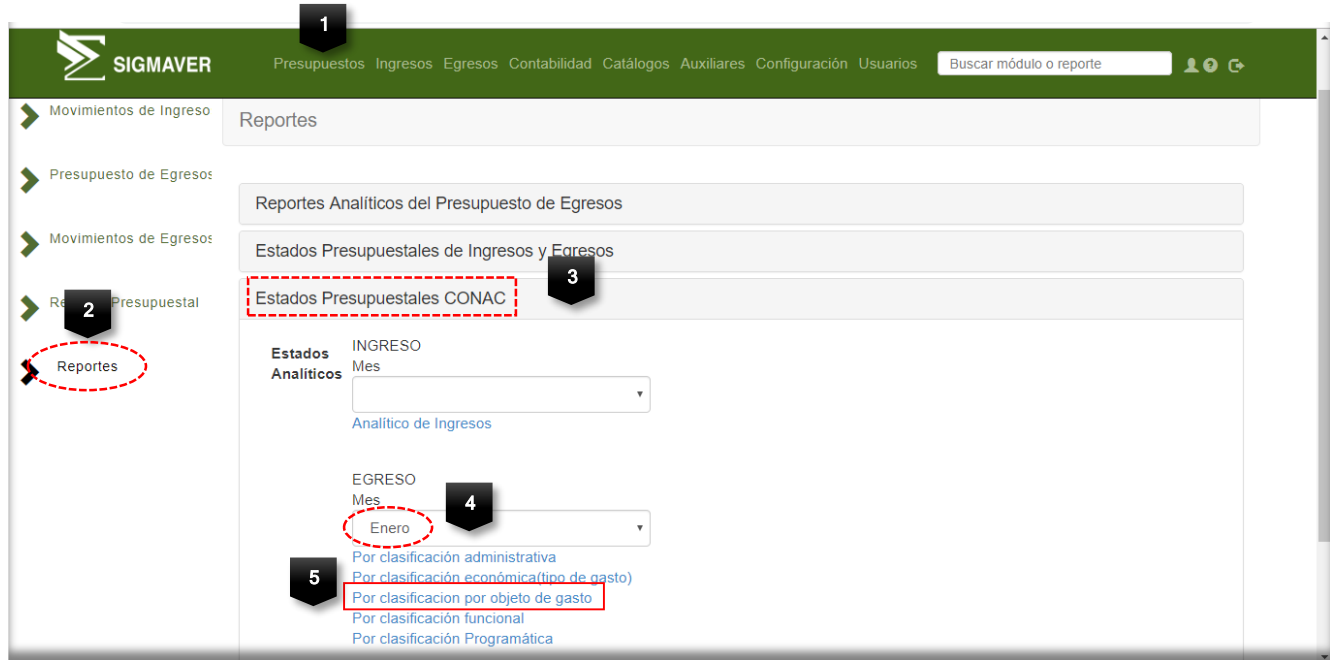 1
SIGMAVER
Presupuestos Ingresos Egresos Contabilidad Catálogos Auxiliares Configuración Usuarios Buscar módulo o reporte
Movimientos de Ingreso
Reportes
Presupuesto de Egresos
Reportes Analíticos del Presupuesto de Egresos
Movimientos de Egresos
Estados Presupuestales de Ingresos y Egresos
3
Estados Presupuestales CONAC
2
Presupuestal
Reportes
Estados Analíticos
INGRESO
Mes
Analítico de Ingresos
EGRESO
Mes
4
Enero
Por clasificación administrativa
5
Por clasificación económica(tipo de gasto)
Por clasificacion por objeto de gasto
Por clasificación funcional
Por clasificación Programática